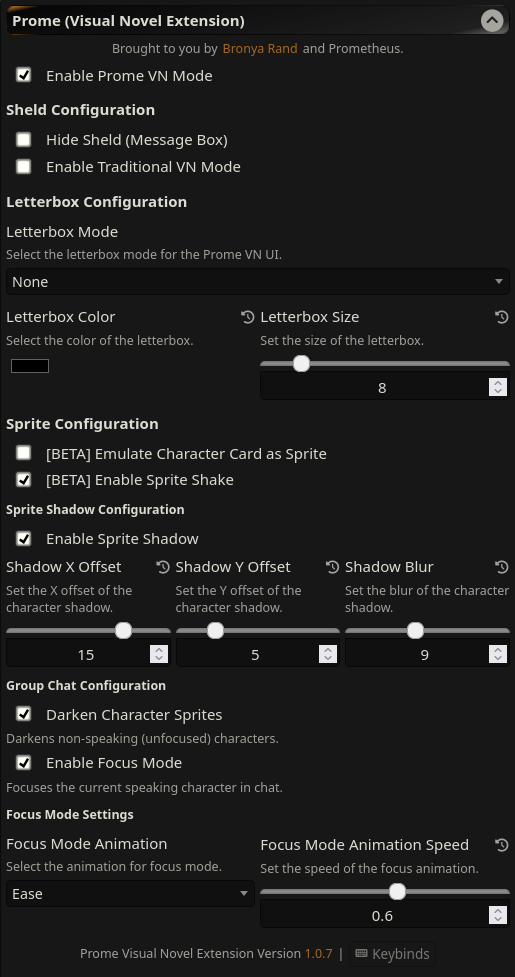 Prome (Visual Novel Extension)
Brought to you by Bronya Rand and Prometheus.
Enable Prome VN Mode
Sheld Configuration
Hide Sheld (Message Box)
Enable Traditional VN Mode
Letterbox Configuration
Letterbox Mode
Select the letterbox mode for the Prome VN UI.
None
Letterbox Color
Select the color of the letterbox.
Letterbox Size
Set the size of the letterbox.
8
Sprite Configuration
[BETA] Emulate Character Card as Sprite
[BETA] Enable Sprite Shake
Sprite Shadow Configuration
Enable Sprite Shadow
Shadow X Offset
Set the X offset of the
character shadow.
15
Shadow Y Offset
Set the Y offset of the
character shadow.
5
Shadow Blur
Set the blur of the character
shadow.
9
Group Chat Configuration
Darken Character Sprites
Darkens non-speaking (unfocused) characters.
Enable Focus Mode
Focuses the current speaking character in chat.
Focus Mode Settings
Focus Mode Animation
Select the animation for focus mode.
Ease
Focus Mode Animation Speed
Set the speed of the focus animation.
0.6
Prome Visual Novel Extension Version 1.0.7 | Keybinds